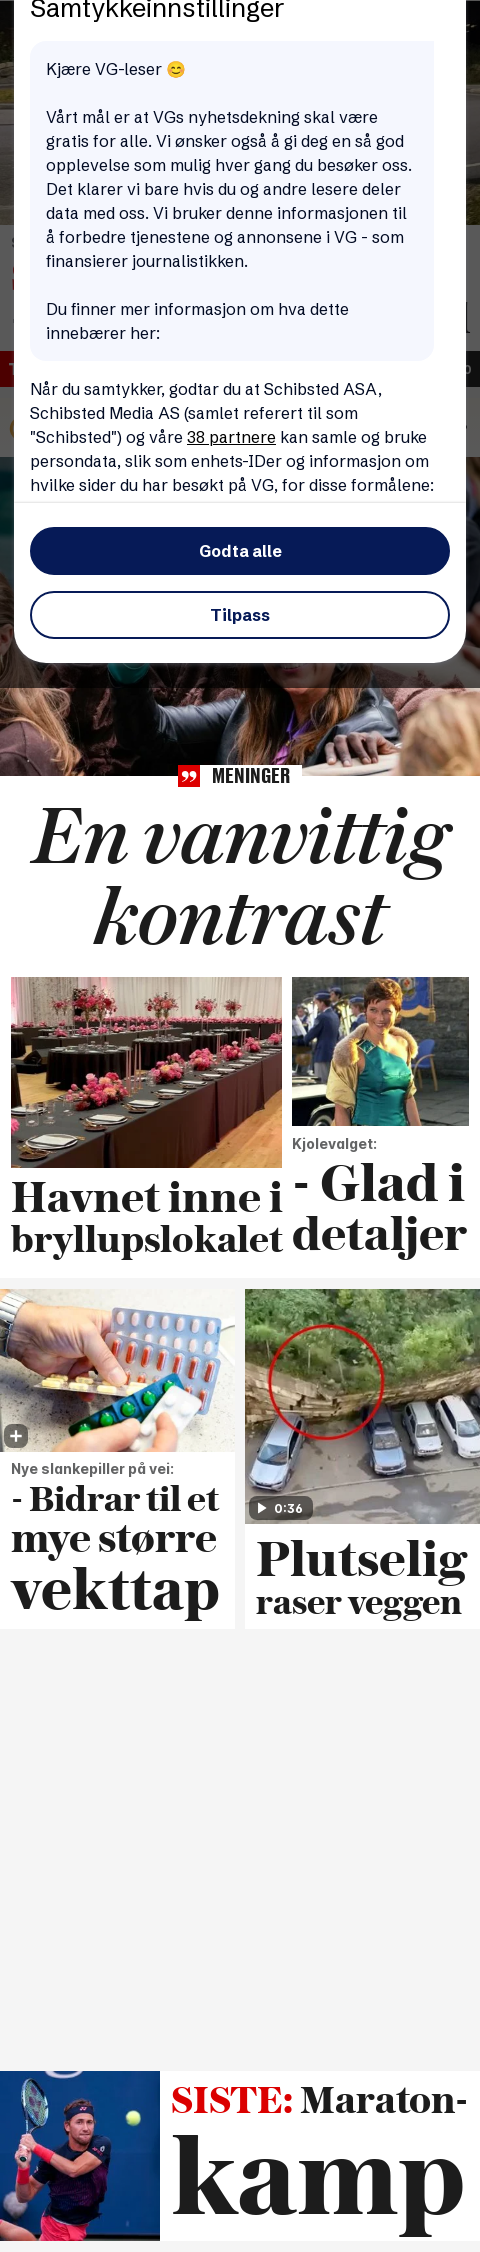 Samtykkeinnstillinger
Kjære VG-leser 😊
Vårt mål er at VGs nyhetsdekning skal være
gratis for alle. Vi ønsker også å gi deg en så god
opplevelse som mulig hver gang du besøker oss.
Det klarer vi bare hvis du og andre lesere deler
data med oss. Vi bruker denne informasjonen til
å forbedre tjenestene og annonsene i VG - som
finansierer journalistikken.
Du finner mer informasjon om hva dette
innebærer her:
Når du samtykker, godtar du at Schibsted ASA,
Schibsted Media AS (samlet referert til som
"Schibsted") og våre 38 partnere kan samle og bruke
persondata, slik som enhets-IDer og informasjon om
hvilke sider du har besøkt på VG, for disse formålene:
Godta alle
Tilpass
MENINGER
En vanvittig
kontrast
Havnet inne i
bryllupslokalet
Kjolevalget:
- Glad i
detaljer
Nye slankepiller på vei:
- Bidrar til et
mye større
vekttap
0:36
Plutselig
raser veggen
SISTE: Maraton-
kamp